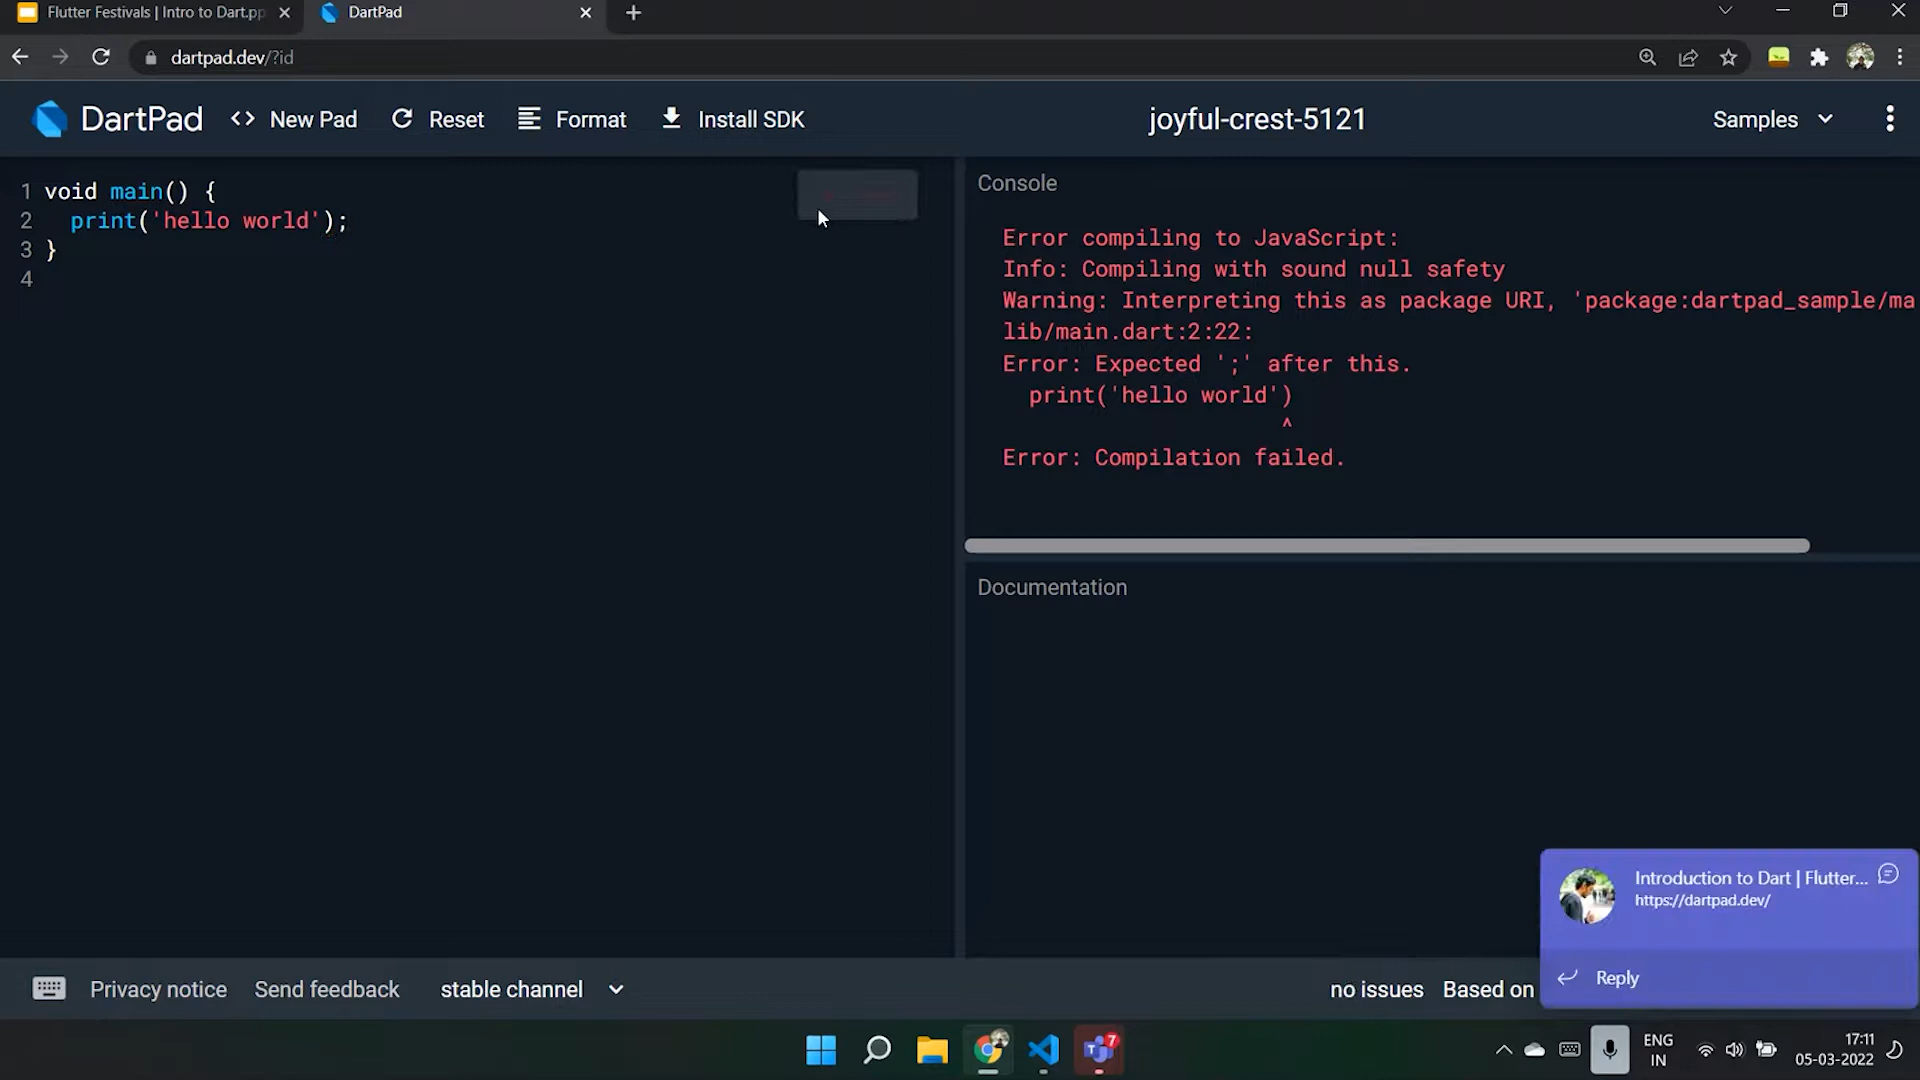 Flutter Festivals | Intro to Dart.pp
DartPad
dartpad.dev/?id
DartPad
New Pad
Reset
Format
Install SDK
joyful-crest-5121
Samples
1 void main() {
2 print('hello world');
3 }
4
Console
Error compiling to JavaScript:
Info: Compiling with sound null safety
Warning: Interpreting this as package URI, 'package:dartpad_sample/ma
lib/main.dart:2:22:
Error: Expected ';' after this.
print('hello world')
^
Error: Compilation failed.
Documentation
Introduction to Dart | Flutter...
https://dartpad.dev/
Reply
Privacy notice
Send feedback
stable channel
no issues
Based on
7
ENG
IN
17:11
05-03-2022